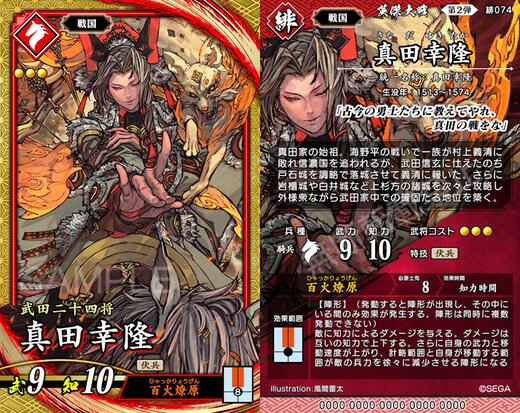 戦国
SAMPLE
武田二十四将
真田幸隆
伏兵
武9 知10
ひゃっかりょうげん
百火燎原
8
緋
戦国
英傑大戦
第2弾
緋074
さなだ ゆきたか
真田幸隆
統一名称：真田幸隆
生没年：1513〜1574
「古今の勇士たちに教えてやれ、
真田の戦をな」
真田家の始祖。海野平の戦いで一族が村上義清に
敗れ信濃国を追われるが、武田信玄に仕えたのち
戸石城を調略で落城させて義清に報いた。さらに
岩櫃城や白井城など上杉方の諸城を次々と攻略し
外様衆ながら武田家中での確固たる地位を築く。
兵種 武力 知力 武将コスト
騎兵 9 10 特技 伏兵
ひゃっかりょうげん 必要士気 効果時間
百火燎原 8 知力時間
効果範囲
【陣形】（発動すると陣形が出現し、その中に
いる間のみ効果が発生する。陣形は同時に複数
発動できない）
敵に知力によるダメージを与える。ダメージは
互いの知力で上下する。さらに自身の武力と移
動速度が上がり、計略範囲と自身が移動する範
囲が敵の兵力を徐々に減少させる陣形になる
Illustration:風間雷太
©SEGA
0000 0000 0000 0000 0000